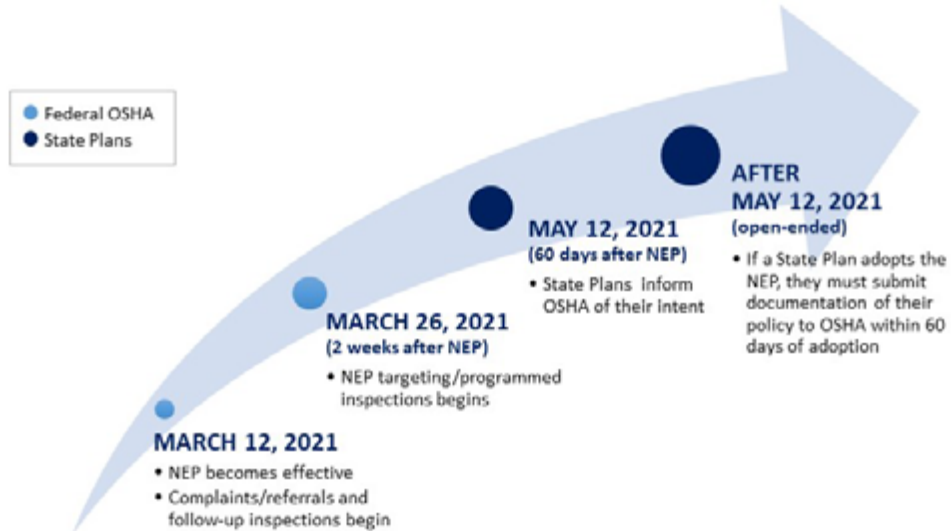 Federal OSHA
State Plans
MARCH 12, 2021
• NEP becomes effective
• Complaints/referrals and
follow-up inspections begin
MARCH 26, 2021
(2 weeks after NEP)
• NEP targeting/programmed
inspections begins
MAY 12, 2021
(60 days after NEP)
• State Plans inform
OSHA of their intent
AFTER
MAY 12, 2021
(open-ended)
• If a State Plan adopts the
NEP, they must submit
documentation of their
policy to OSHA within 60
days of adoption